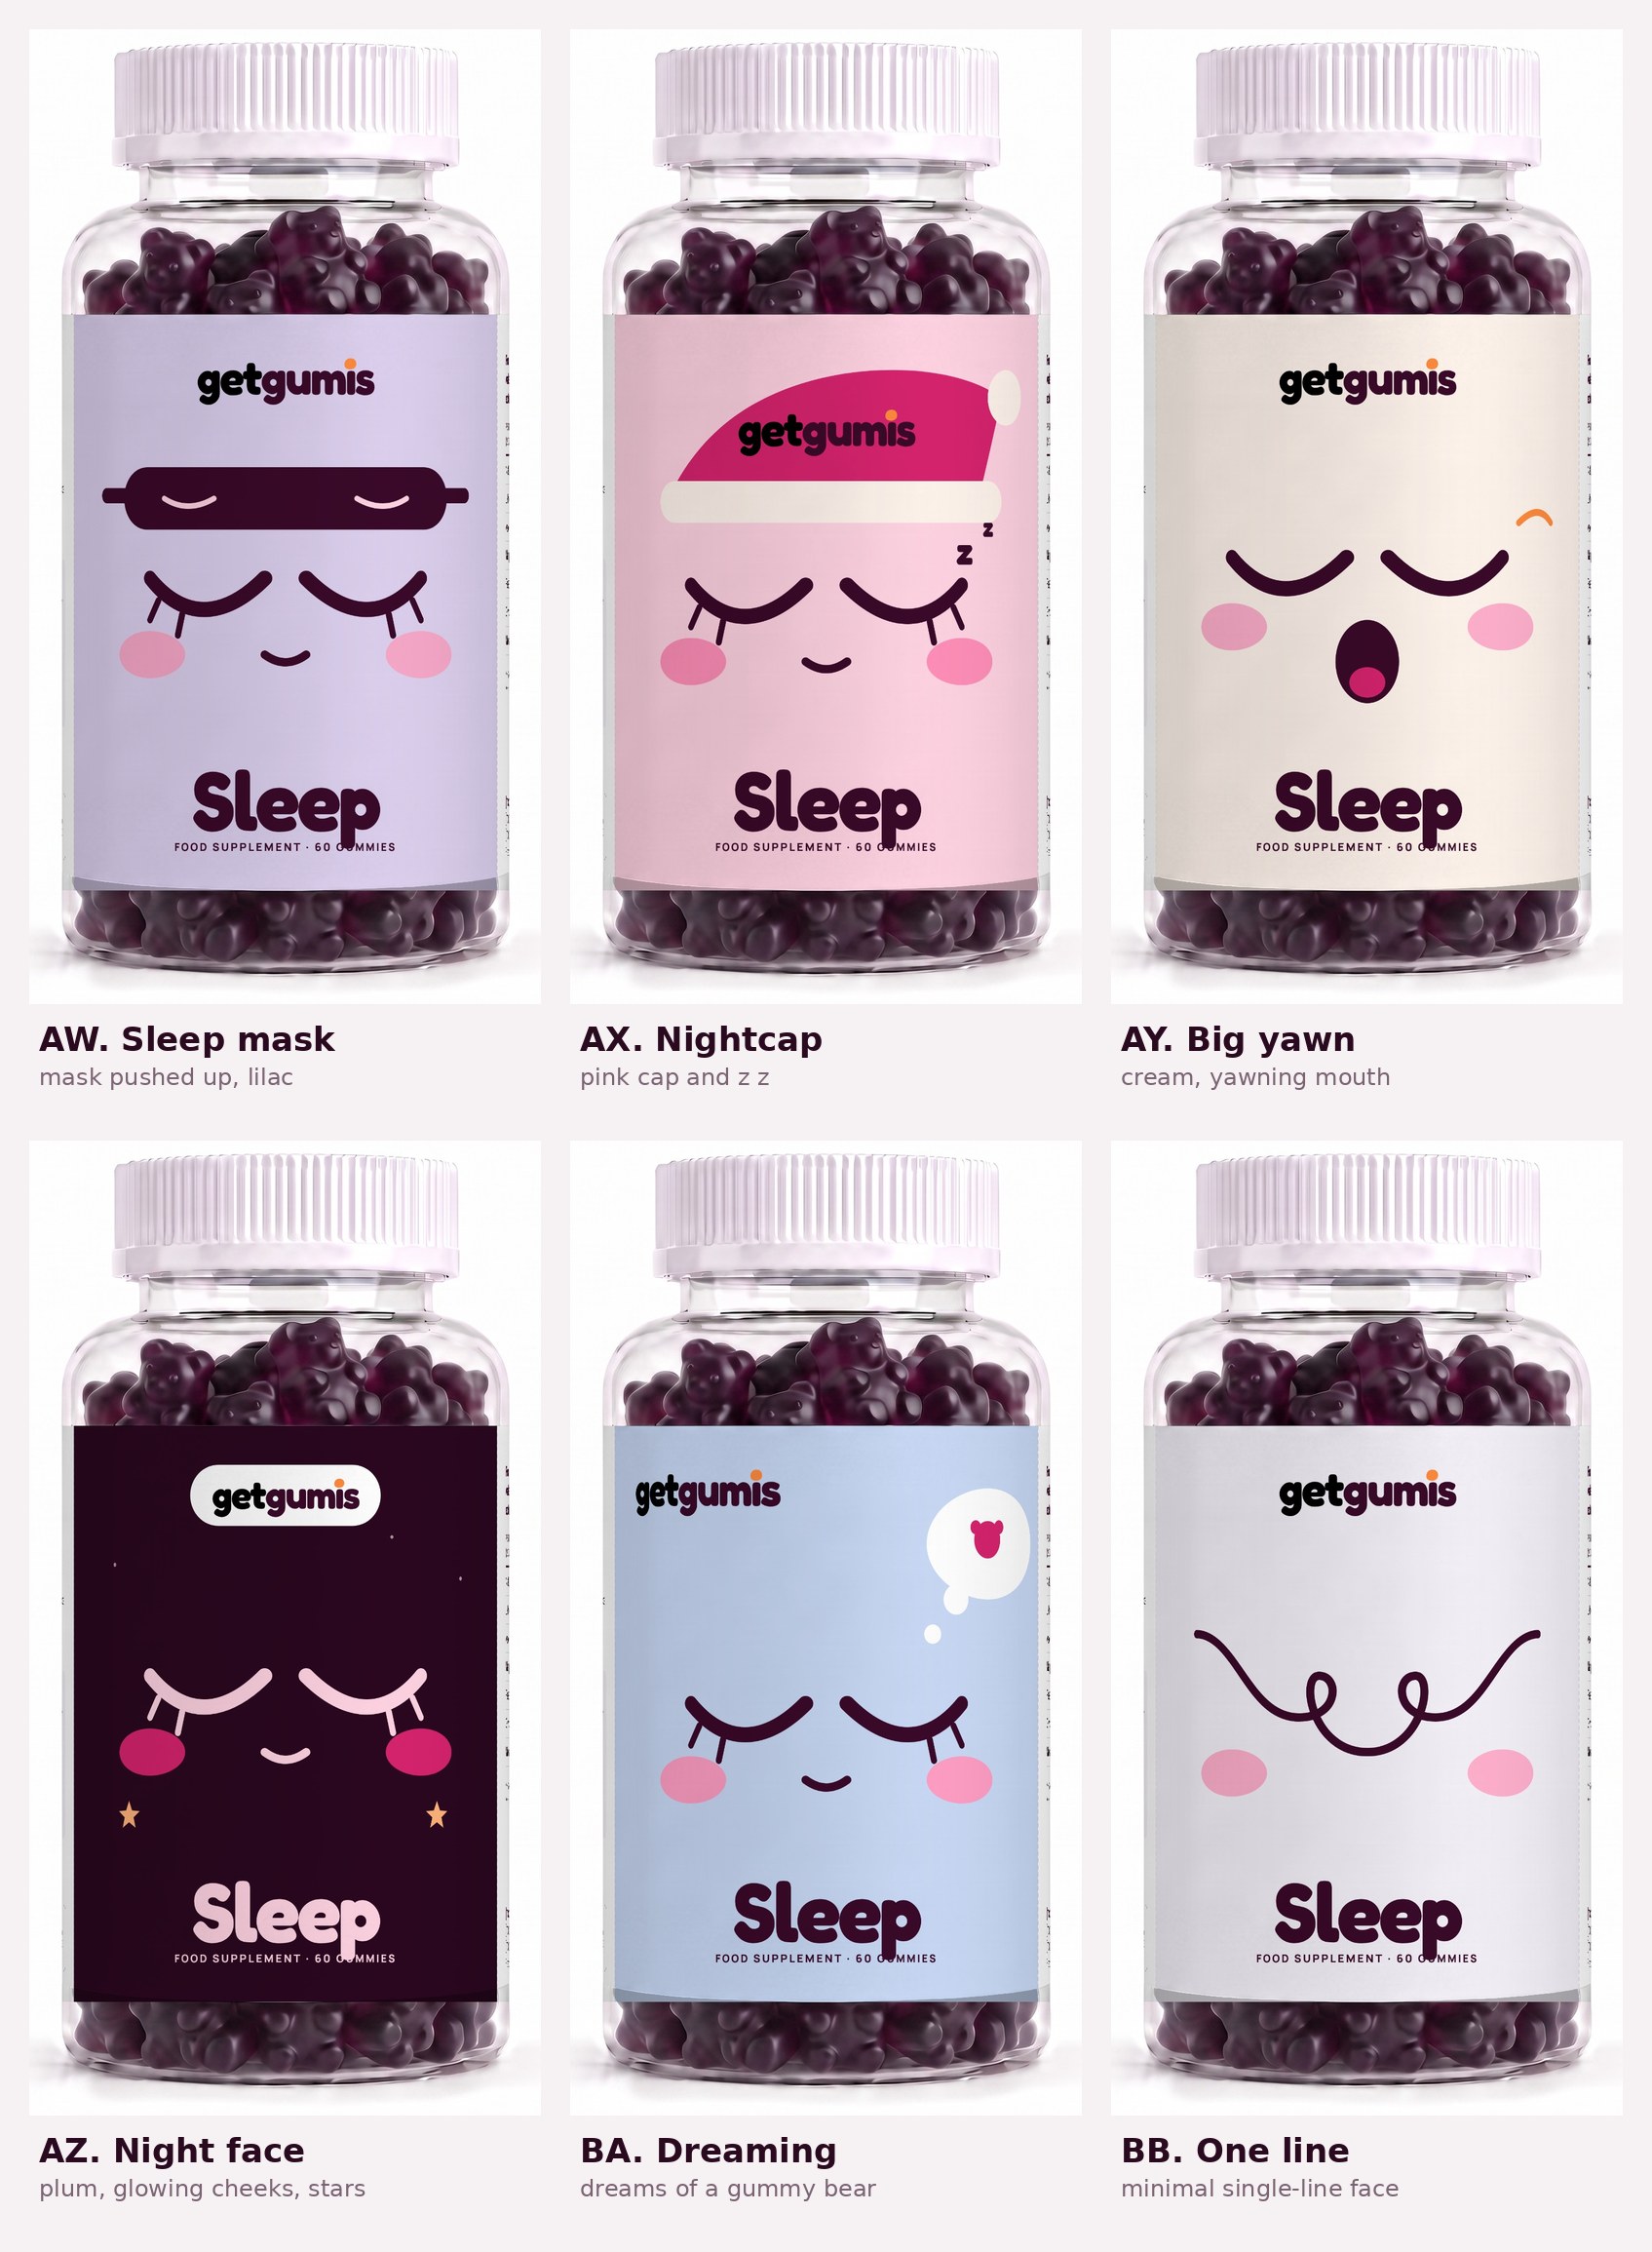 getgumis
Sleep
FOOD SUPPLEMENT · 60 GUMMIES
AW. Sleep mask
mask pushed up, lilac
getgumis
z
z
Sleep
FOOD SUPPLEMENT · 60 GUMMIES
AX. Nightcap
pink cap and z z
getgumis
Sleep
FOOD SUPPLEMENT · 60 GUMMIES
AY. Big yawn
cream, yawning mouth
getgumis
Sleep
FOOD SUPPLEMENT · 60 GUMMIES
AZ. Night face
plum, glowing cheeks, stars
getgumis
Sleep
FOOD SUPPLEMENT · 60 GUMMIES
BA. Dreaming
dreams of a gummy bear
getgumis
Sleep
FOOD SUPPLEMENT · 60 GUMMIES
BB. One line
minimal single-line face